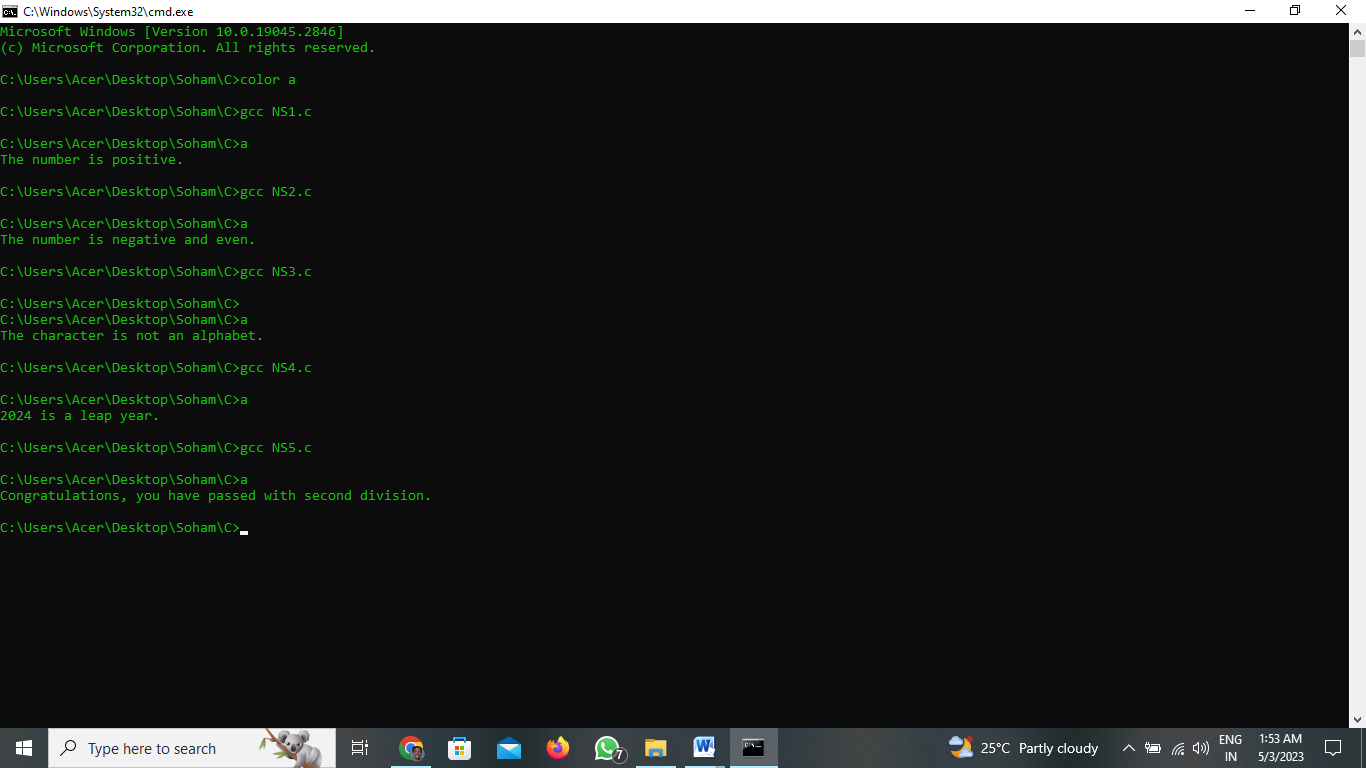 C:\Windows\System32\cmd.exe
Microsoft Windows [Version 10.0.19045.2846]
(c) Microsoft Corporation. All rights reserved.
C:\Users\Acer\Desktop\Soham\C>color a
C:\Users\Acer\Desktop\Soham\C>gcc NS1.c
C:\Users\Acer\Desktop\Soham\C>a
The number is positive.
C:\Users\Acer\Desktop\Soham\C>gcc NS2.c
C:\Users\Acer\Desktop\Soham\C>a
The number is negative and even.
C:\Users\Acer\Desktop\Soham\C>gcc NS3.c
C:\Users\Acer\Desktop\Soham\C>
C:\Users\Acer\Desktop\Soham\C>a
The character is not an alphabet.
C:\Users\Acer\Desktop\Soham\C>gcc NS4.c
C:\Users\Acer\Desktop\Soham\C>a
2024 is a leap year.
C:\Users\Acer\Desktop\Soham\C>gcc NS5.c
C:\Users\Acer\Desktop\Soham\C>a
Congratulations, you have passed with second division.
C:\Users\Acer\Desktop\Soham\C>
Type here to search
7
25°C Partly cloudy
ENG
IN
1:53 AM
5/3/2023